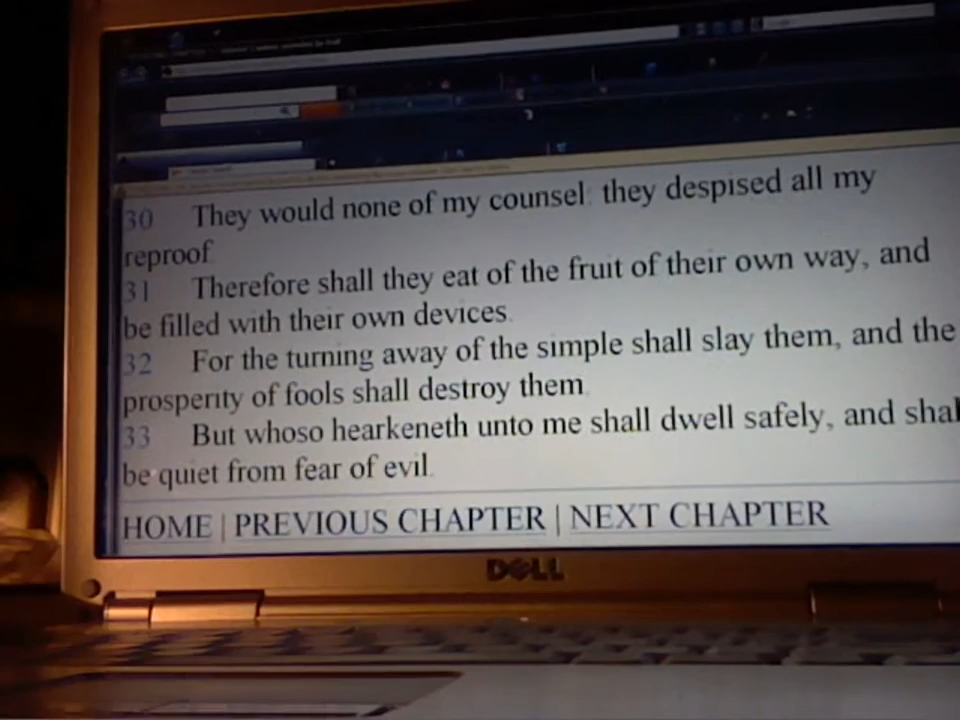 30 They would none of my counsel: they despised all my
reproof.
31 Therefore shall they eat of the fruit of their own way, and
be filled with their own devices.
32 For the turning away of the simple shall slay them, and the
prosperity of fools shall destroy them.
33 But whoso hearkeneth unto me shall dwell safely, and shal
be quiet from fear of evil.
HOME | PREVIOUS CHAPTER | NEXT CHAPTER
DELL